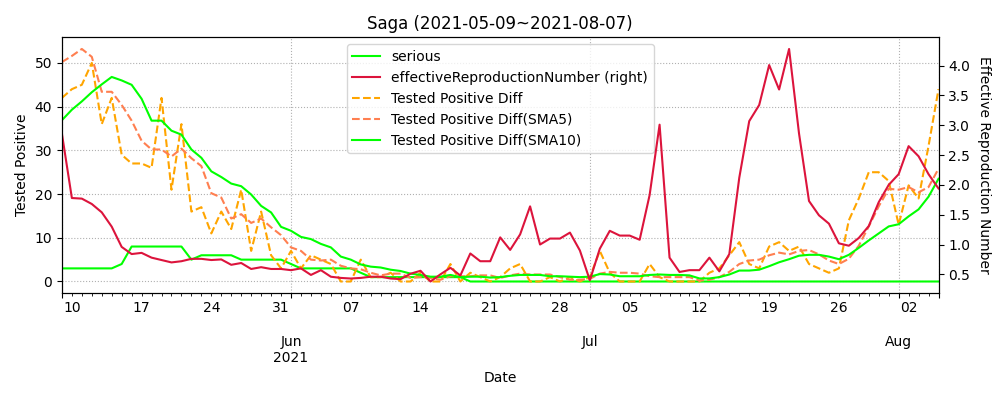 Saga (2021-05-09~2021-08-07)
serious
effectiveReproductionNumber (right)
Tested Positive Diff
Tested Positive Diff(SMA5)
Tested Positive Diff(SMA10)
Tested Positive
50
40
30
20
10
0
Effective Reproduction Number
4.0
3.5
3.0
2.5
2.0
1.5
1.0
0.5
10 17 24 31 07 14 21 28 05 12 19 26 02
Jun Jul Aug
2021
Date